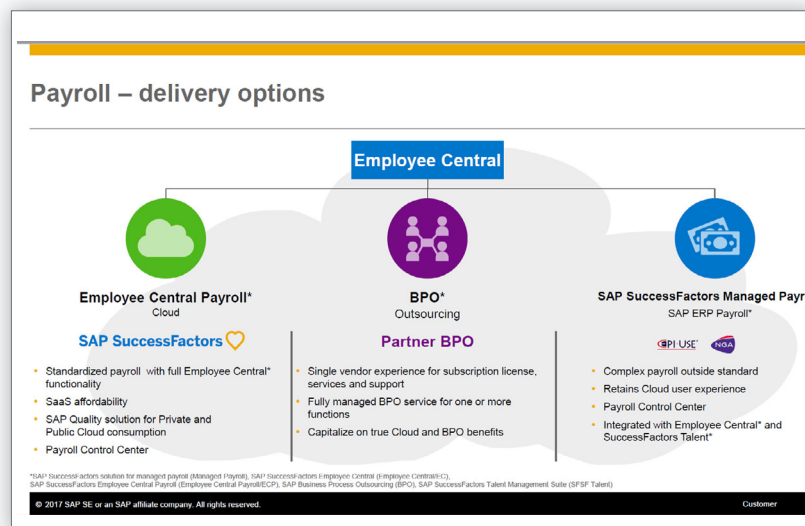 Payroll – delivery options
Employee Central
Employee Central Payroll*
Cloud
SAP SuccessFactors
• Standardized payroll with full Employee Central*
functionality
• SaaS affordability
• SAP Quality solution for Private and
Public Cloud consumption
• Payroll Control Center
BPO*
Outsourcing
Partner BPO
• Single vendor experience for subscription license,
services and support
• Fully managed BPO service for one or more
functions
• Capitalize on true Cloud and BPO benefits
SAP SuccessFactors Managed Payr
SAP ERP Payroll*
EPI-USE NGA
• Complex payroll outside standard
• Retains Cloud user experience
• Payroll Control Center
• Integrated with Employee Central* and
SuccessFactors Talent*
*SAP SuccessFactors solution for managed payroll (Managed Payroll), SAP SuccessFactors Employee Central (Employee Central/EC),
SAP SuccessFactors Employee Central Payroll (Employee Central Payroll/ECP), SAP Business Process Outsourcing (BPO), SAP SuccessFactors Talent Management Suite (SFSF Talent)
© 2017 SAP SE or an SAP affiliate company. All rights reserved.
Customer